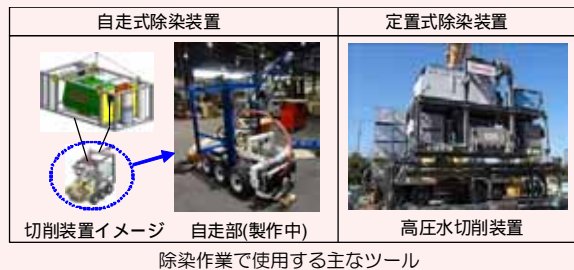 自走式除染装置
定置式除染装置
切削装置イメージ
自走部(製作中)
高圧水切削装置
除染作業で使用する主なツール